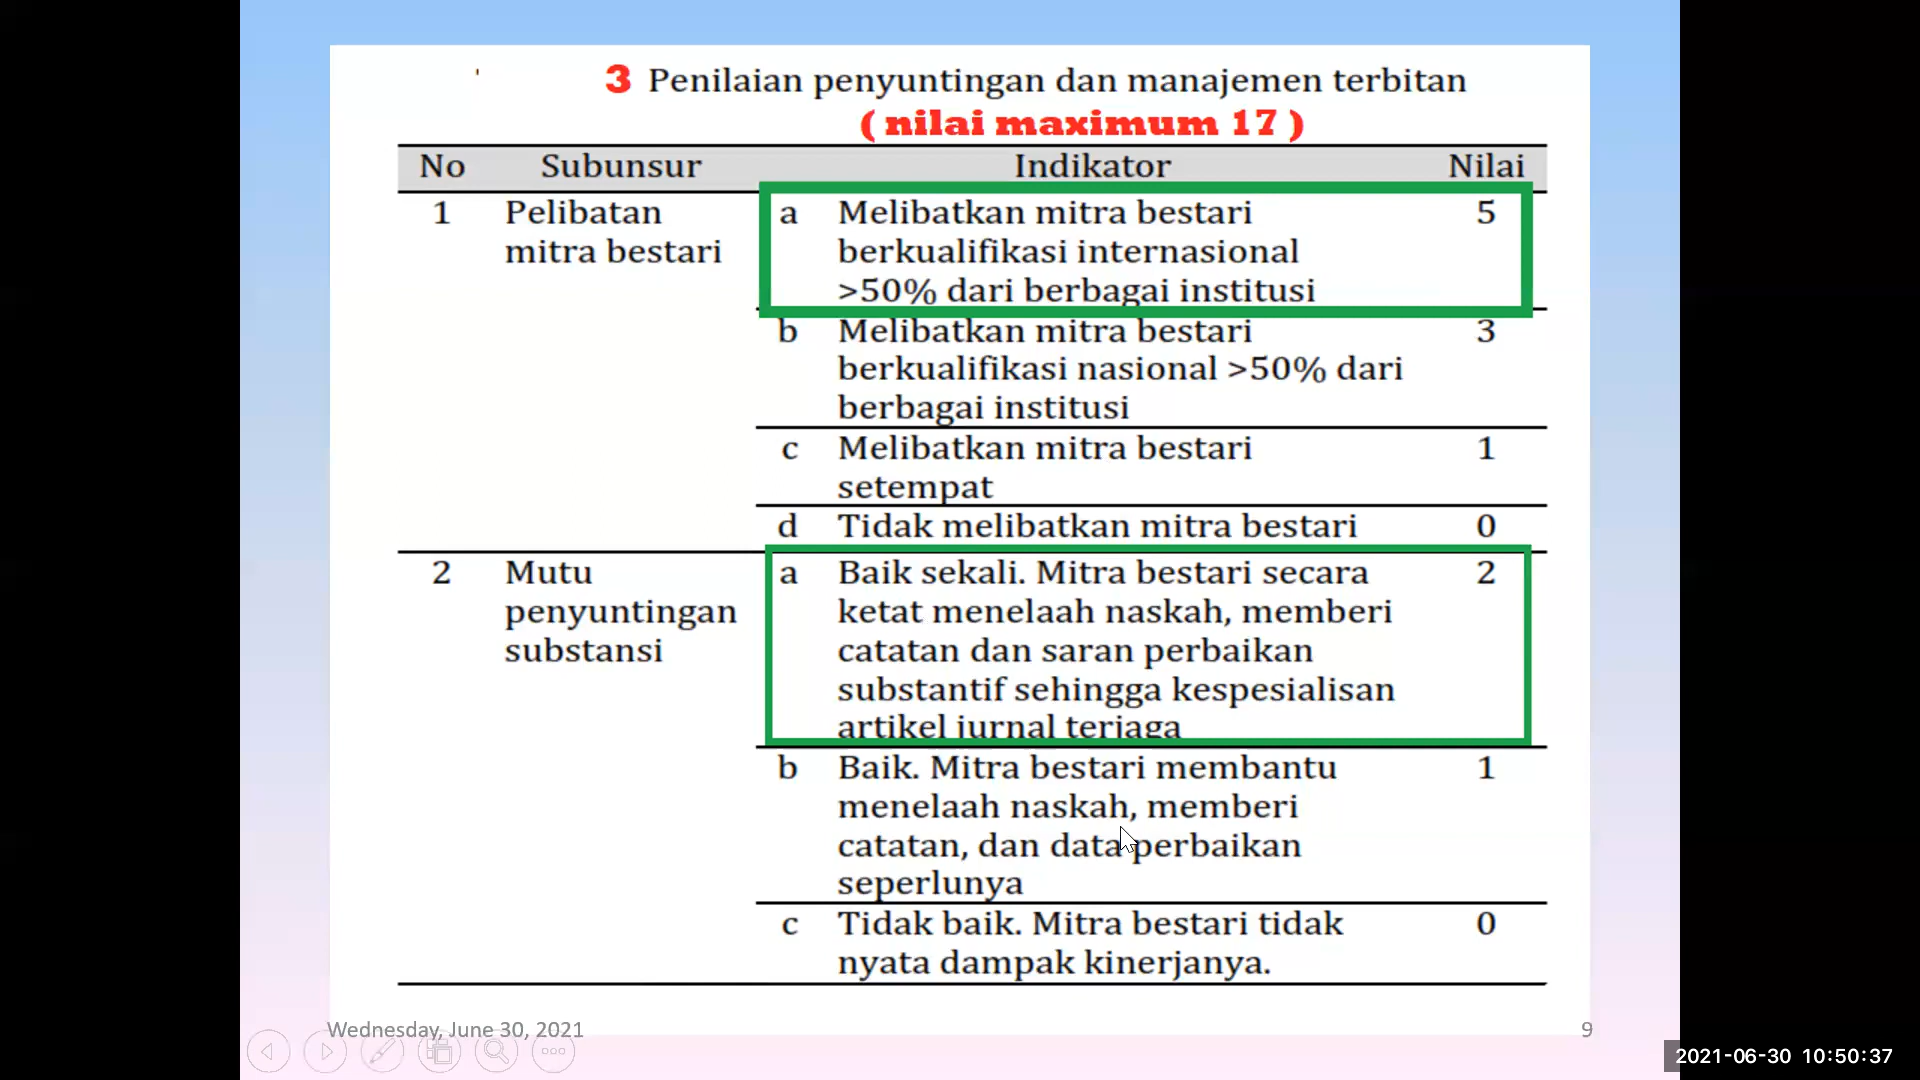 3 Penilaian penyuntingan dan manajemen terbitan
( nilai maximum 17 )
No Subunsur Indikator Nilai
1 Pelibatan mitra bestari
a Melibatkan mitra bestari 5
berkualifikasi internasional
>50% dari berbagai institusi
b Melibatkan mitra bestari 3
berkualifikasi nasional >50% dari
berbagai institusi
c Melibatkan mitra bestari 1
setempat
d Tidak melibatkan mitra bestari 0
2 Mutu
penyuntingan
substansi
a Baik sekali. Mitra bestari secara 2
ketat menelaah naskah, memberi
catatan dan saran perbaikan
substantif sehingga kespesialisan
artikel jurnal terjaga
b Baik. Mitra bestari membantu 1
menelaah naskah, memberi
catatan, dan data perbaikan
seperlunya
c Tidak baik. Mitra bestari tidak 0
nyata dampak kinerjanya.
Wednesday, June 30, 2021
9
2021-06-30 10:50:37